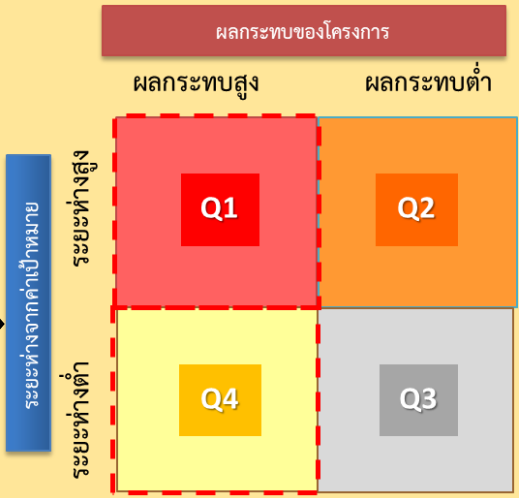 ผลกระทบของโครงการ
ผลกระทบสูง
ผลกระทบต่ำ
ระยะห่างจากค่าเป้าหมาย
ระยะห่างสูง
Q1
Q2
ระยะห่างต่ำ
Q4
Q3